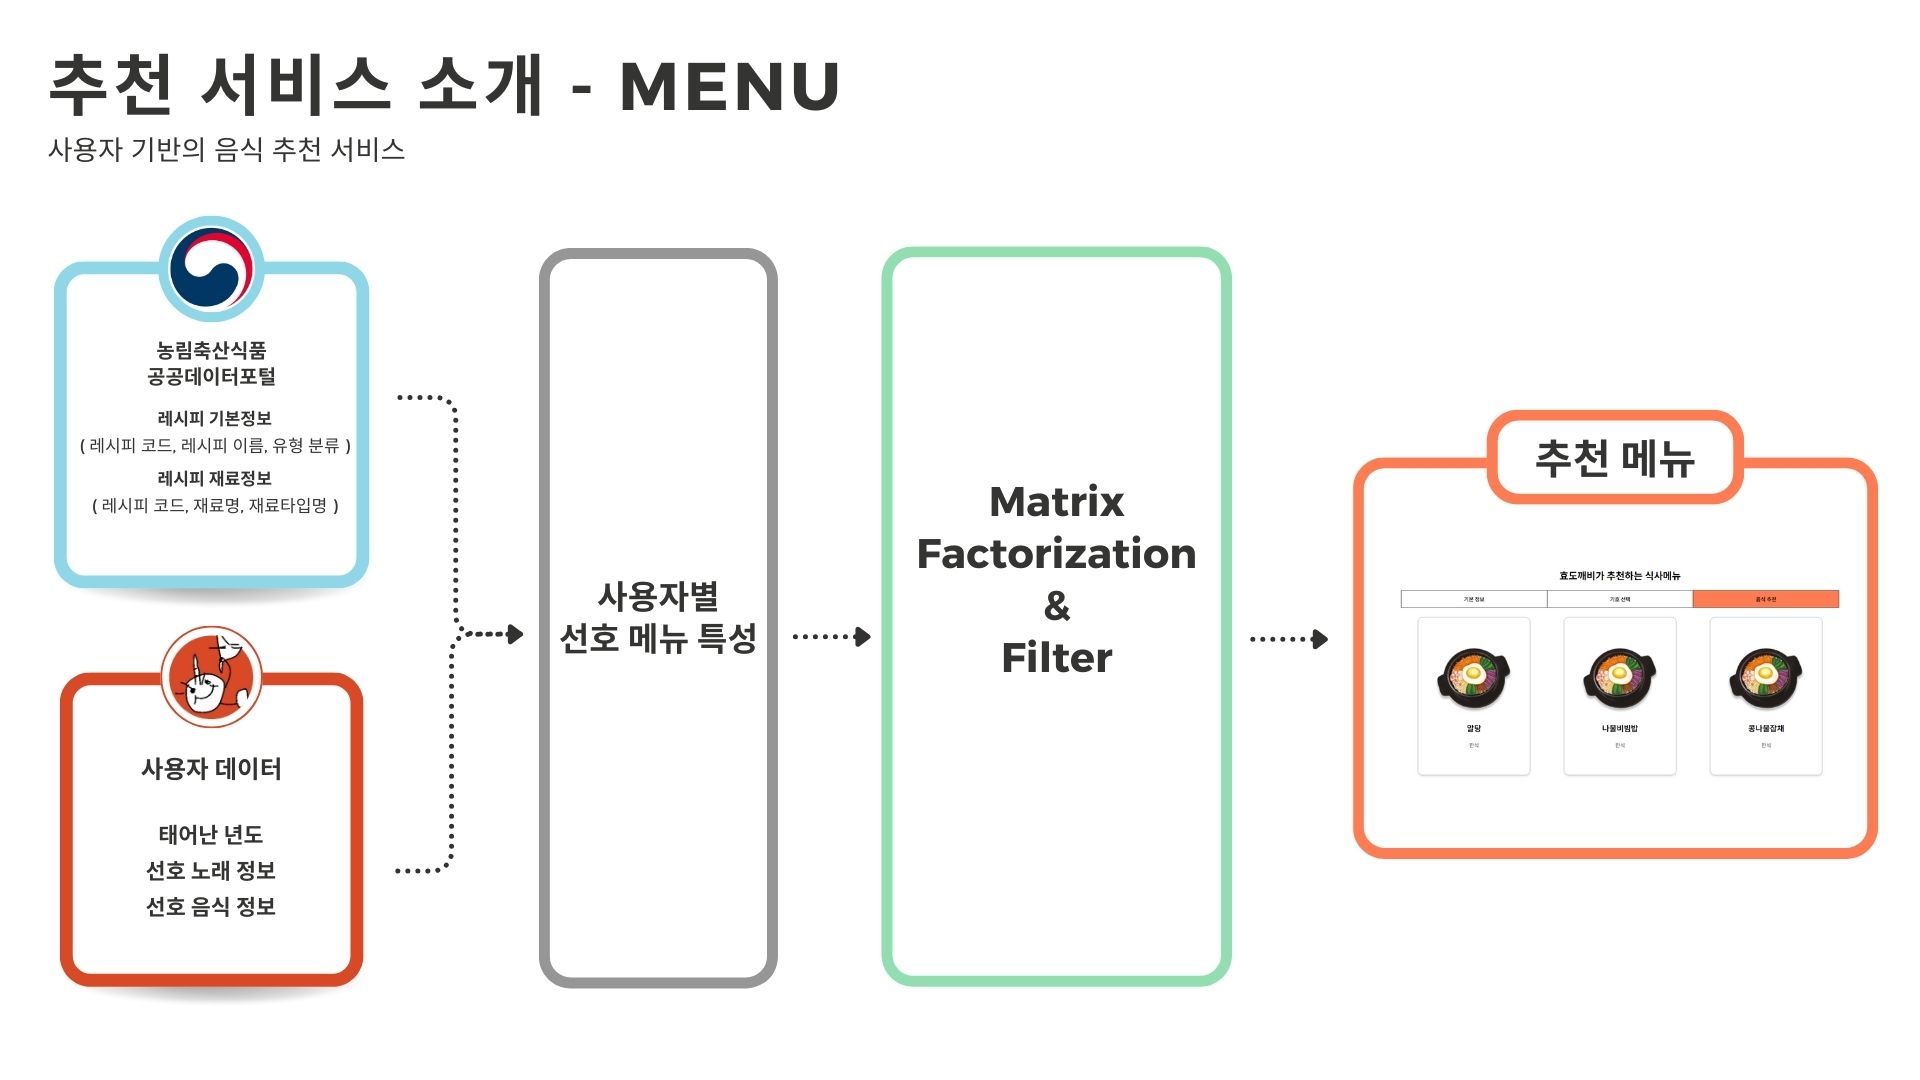 추천 서비스 소개 - MENU
사용자 기반의 음식 추천 서비스
농림축산식품
공공데이터포털
레시피 기본정보
( 레시피 코드, 레시피 이름, 유형 분류 )
레시피 재료정보
( 레시피 코드, 재료명, 재료타입명 )
사용자 데이터
태어난 년도
선호 노래 정보
선호 음식 정보
사용자별
선호 메뉴 특성
Matrix
Factorization
&
Filter
추천 메뉴
효도깨비가 추천하는 식사메뉴
기본 정보
기호 선택
음식 추천
알탕
한식
나물비빔밥
한식
콩나물잡채
한식